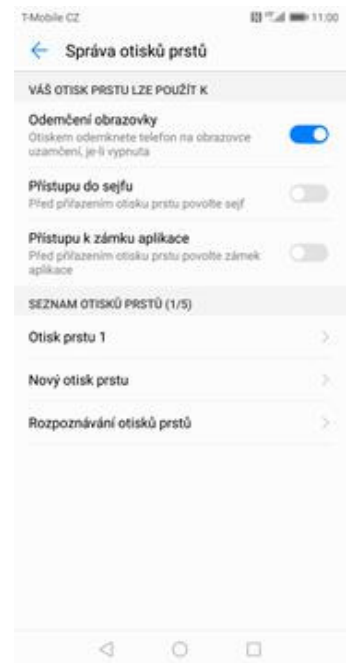 T-Mobile CZ 11:00
Správa otisků prstů
VÁŠ OTISK PRSTU LZE POUŽÍT K
Odemčení obrazovky
Otiskem odemknete telefon na obrazovce
uzamčení, je-li vypnuta
Přístupu do sejfu
Před přiřazením otisku prstu povolte sejf
Přístupu k zámku aplikace
Před přiřazením otisku prstu povolte zámek
aplikace
SEZNAM OTISKŮ PRSTŮ (1/5)
Otisk prstu 1
Nový otisk prstu
Rozpoznávání otisků prstů